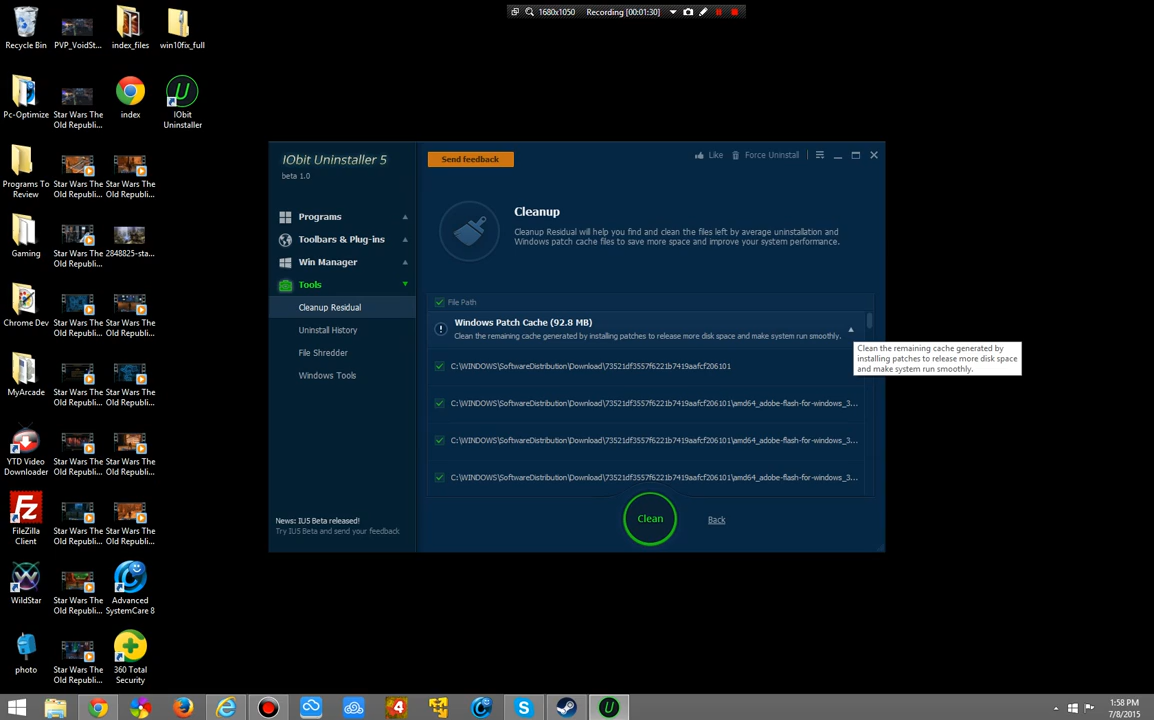 1680x1050 Recording [00:01:30]
Recycle Bin
PVP_VoidSt...
index_files
win10fix_full
Pc-Optimize
Star Wars The Old Republi...
index
IObit Uninstaller
Programs To Review
Star Wars The Old Republi...
Star Wars The Old Republi...
Gaming
Star Wars The Old Republi...
2848825-sta...
Chrome Dev
Star Wars The Old Republi...
Star Wars The Old Republi...
MyArcade
Star Wars The Old Republi...
Star Wars The Old Republi...
YTD Video Downloader
Star Wars The Old Republi...
Star Wars The Old Republi...
FileZilla Client
Star Wars The Old Republi...
Star Wars The Old Republi...
WildStar
Star Wars The Old Republi...
Advanced SystemCare 8
photo
Star Wars The Old Republi...
360 Total Security
IObit Uninstaller 5
beta 1.0
Send feedback
Like
Force Uninstall
Programs
Toolbars & Plug-ins
Win Manager
Tools
Cleanup Residual
Uninstall History
File Shredder
Windows Tools
News: IU5 Beta released!
Try IU5 Beta and send your feedback
Cleanup
Cleanup Residual will help you find and clean the files left by average uninstallation and
Windows patch cache files to save more space and improve your system performance.
File Path
Windows Patch Cache (92.8 MB)
Clean the remaining cache generated by installing patches to release more disk space and make system run smoothly.
C:\WINDOWS\SoftwareDistribution\Download\73521df3557f6221b7419aafcf206101
C:\WINDOWS\SoftwareDistribution\Download\73521df3557f6221b7419aafcf206101\amd64_adobe-flash-for-windows_3...
C:\WINDOWS\SoftwareDistribution\Download\73521df3557f6221b7419aafcf206101\amd64_adobe-flash-for-windows_3...
C:\WINDOWS\SoftwareDistribution\Download\73521df3557f6221b7419aafcf206101\amd64_adobe-flash-for-windows_3...
Clean the remaining cache generated by
installing patches to release more disk space
and make system run smoothly.
Clean
Back
1:58 PM
7/8/2015